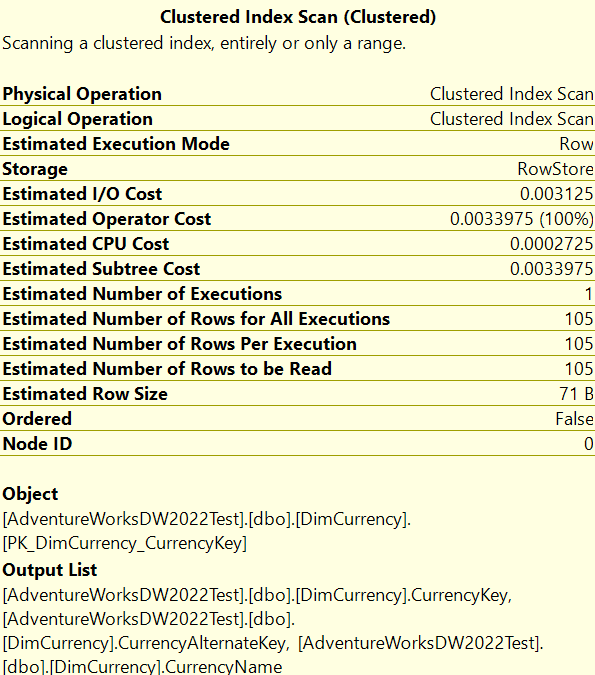 Clustered Index Scan (Clustered)
Scanning a clustered index, entirely or only a range.
Physical Operation Clustered Index Scan
Logical Operation Clustered Index Scan
Estimated Execution Mode Row
Storage RowStore
Estimated I/O Cost 0.003125
Estimated Operator Cost 0.0033975 (100%)
Estimated CPU Cost 0.0002725
Estimated Subtree Cost 0.0033975
Estimated Number of Executions 1
Estimated Number of Rows for All Executions 105
Estimated Number of Rows Per Execution 105
Estimated Number of Rows to be Read 105
Estimated Row Size 71 B
Ordered False
Node ID 0
Object
[AdventureWorksDW2022Test].[dbo].[DimCurrency].
[PK_DimCurrency_CurrencyKey]
Output List
[AdventureWorksDW2022Test].[dbo].[DimCurrency].CurrencyKey,
[AdventureWorksDW2022Test].[dbo].
[DimCurrency].CurrencyAlternateKey, [AdventureWorksDW2022Test].
[dbo].[DimCurrency].CurrencyName